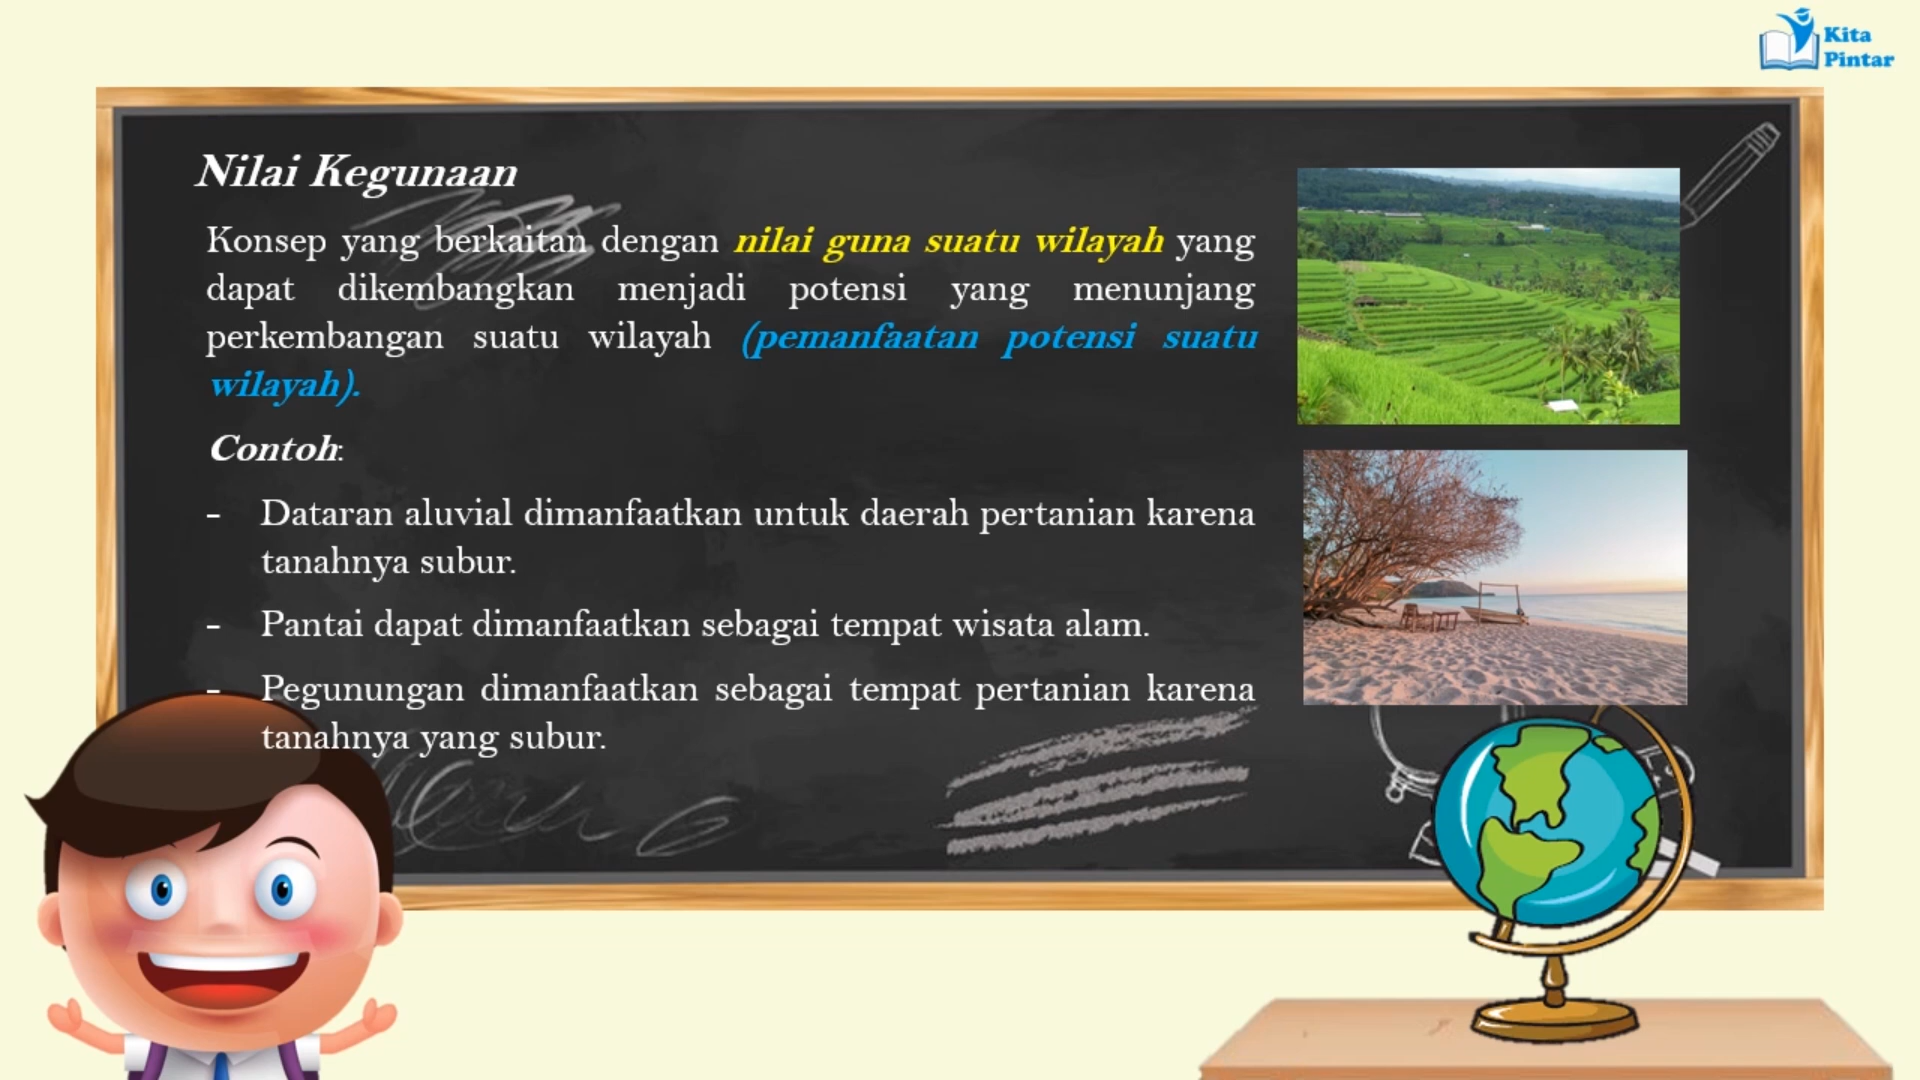 Kita
Pintar
Nilai Kegunaan
Konsep yang berkaitan dengan nilai guna suatu wilayah yang
dapat dikembangkan menjadi potensi yang menunjang
perkembangan suatu wilayah (pemanfaatan potensi suatu
wilayah).
Contoh:
- Dataran aluvial dimanfaatkan untuk daerah pertanian karena
tanahnya subur.
- Pantai dapat dimanfaatkan sebagai tempat wisata alam.
- Pegunungan dimanfaatkan sebagai tempat pertanian karena
tanahnya yang subur.